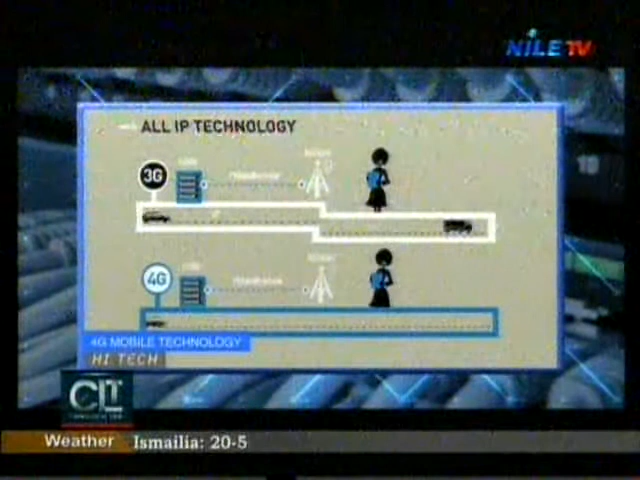 NiLE TV
ALL IP TECHNOLOGY
3G
4G
4G MOBILE TECHNOLOGY
HI TECH
CLT
Weather Ismailia: 20-5